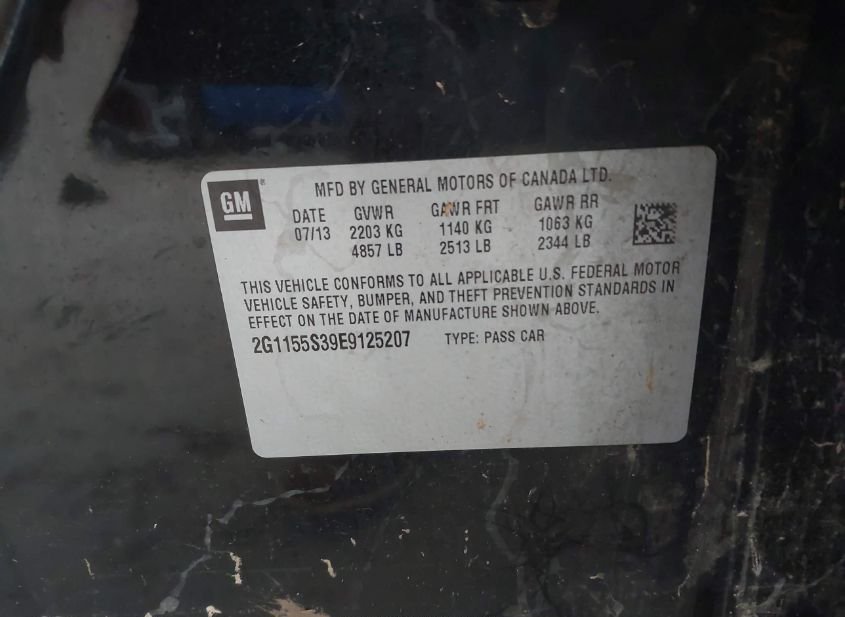 GM
MFD BY GENERAL MOTORS OF CANADA LTD.
DATE GVWR GAWR FRT GAWR RR
07/13 2203 KG 1140 KG 1063 KG
4857 LB 2513 LB 2344 LB
THIS VEHICLE CONFORMS TO ALL APPLICABLE U.S. FEDERAL MOTOR
VEHICLE SAFETY, BUMPER, AND THEFT PREVENTION STANDARDS IN
EFFECT ON THE DATE OF MANUFACTURE SHOWN ABOVE.
2G1155S39E9125207 TYPE: PASS CAR